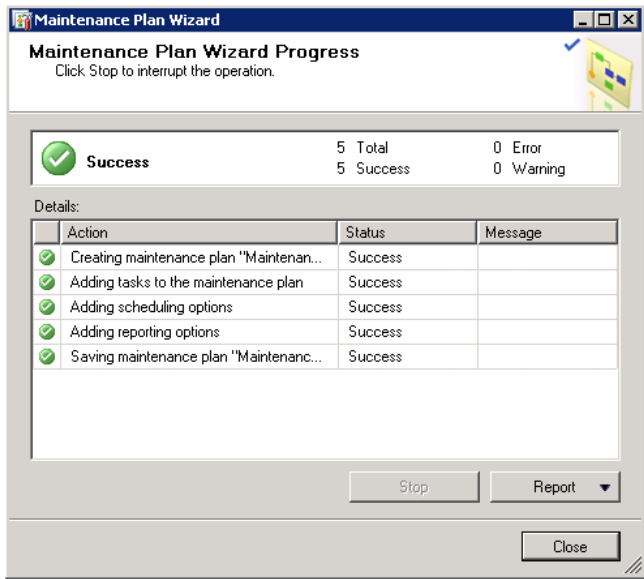 Maintenance Plan Wizard
Maintenance Plan Wizard Progress
Click Stop to interrupt the operation.
Success
5 Total 0 Error
5 Success 0 Warning
Details:
Action Status Message
Creating maintenance plan "Maintenan... Success
Adding tasks to the maintenance plan Success
Adding scheduling options Success
Adding reporting options Success
Saving maintenance plan "Maintenanc... Success
Stop Report
Close